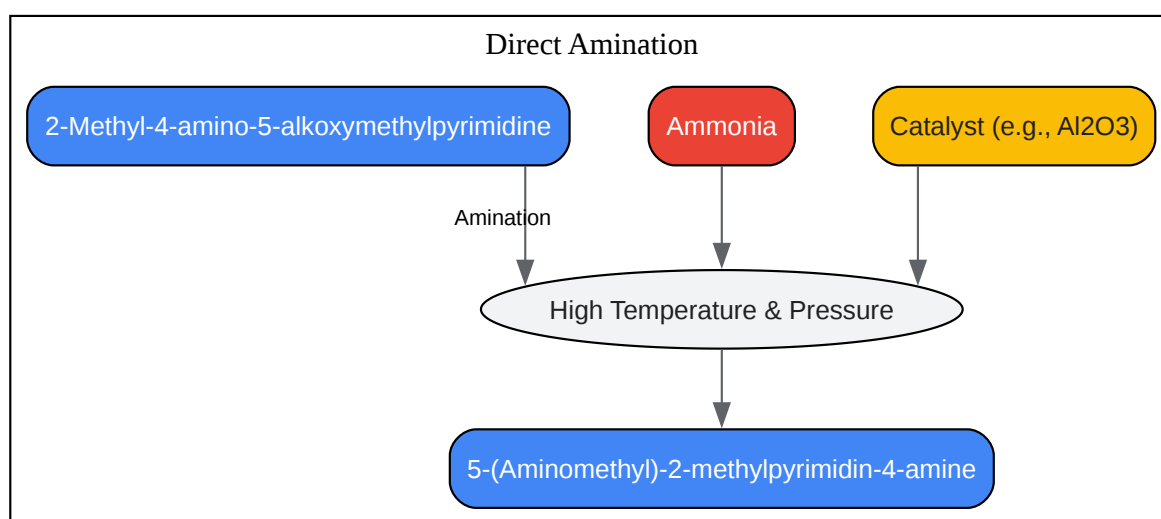 Direct Amination
2-Methyl-4-amino-5-alkoxymethylpyrimidine
Ammonia
Catalyst (e.g., Al2O3)
Amination
High Temperature & Pressure
5-(Aminomethyl)-2-methylpyrimidin-4-amine